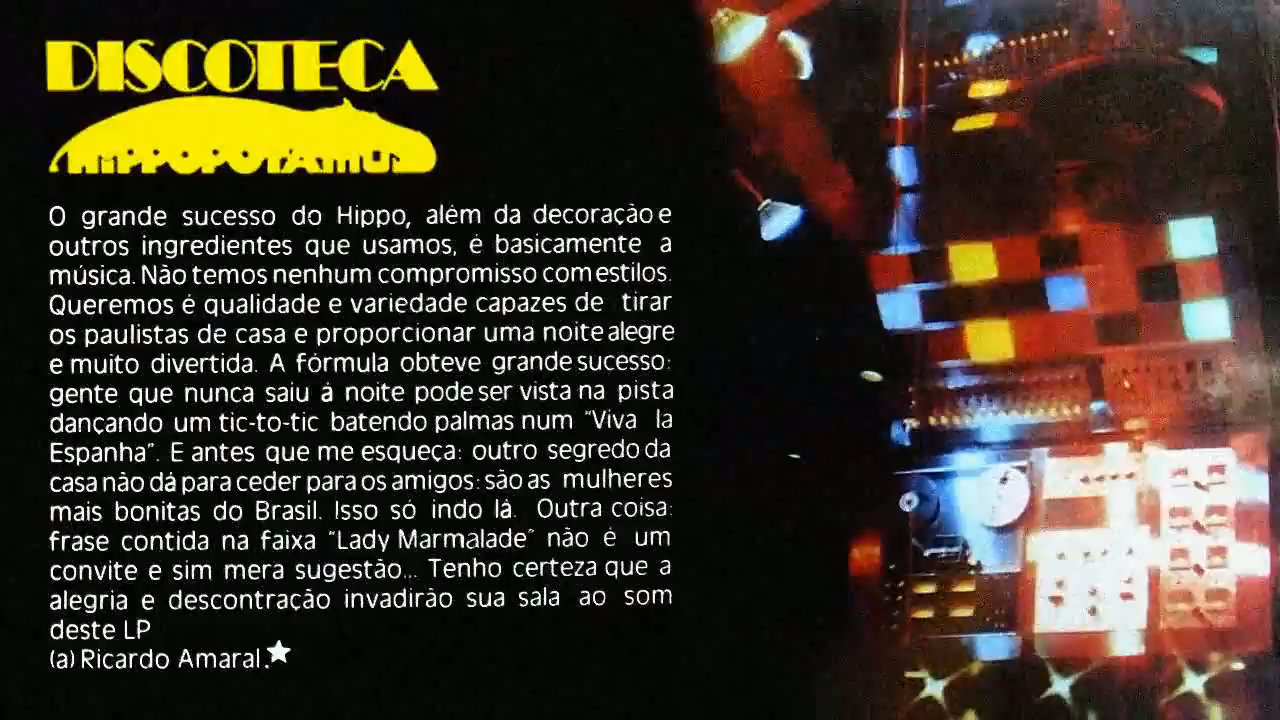 DISCOTECA
HIPPOPOTAMUS
O grande sucesso do Hippo, além da decoração e
outros ingredientes que usamos, é basicamente a
música. Não temos nenhum compromisso com estilos.
Queremos é qualidade e variedade capazes de tirar
os paulistas de casa e proporcionar uma noite alegre
e muito divertida. A fórmula obteve grande sucesso:
gente que nunca saiu á noite pode ser vista na pista
dançando um tic-to-tic batendo palmas num "Viva la
Espanha". E antes que me esqueça: outro segredo da
casa não dá para ceder para os amigos: são as mulheres
mais bonitas do Brasil. Isso só indo lá. Outra coisa:
frase contida na faixa "Lady Marmalade" não é um
convite e sim mera sugestão... Tenho certeza que a
alegria e descontração invadirão sua sala ao som
deste LP
(a) Ricardo Amaral.